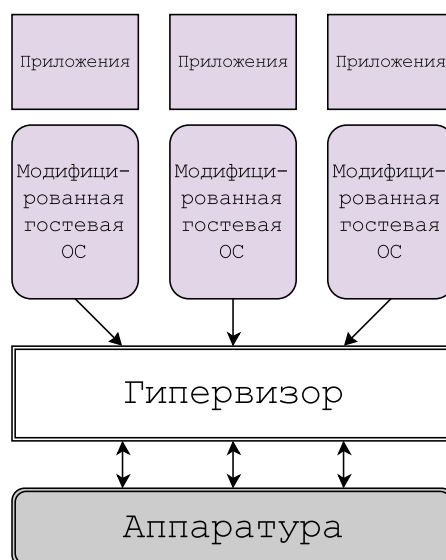 Приложения
Приложения
Приложения
Модифици-
рованная
гостевая
ОС
Модифици-
рованная
гостевая
ОС
Модифици-
рованная
гостевая
ОС
Гипервизор
Аппаратура